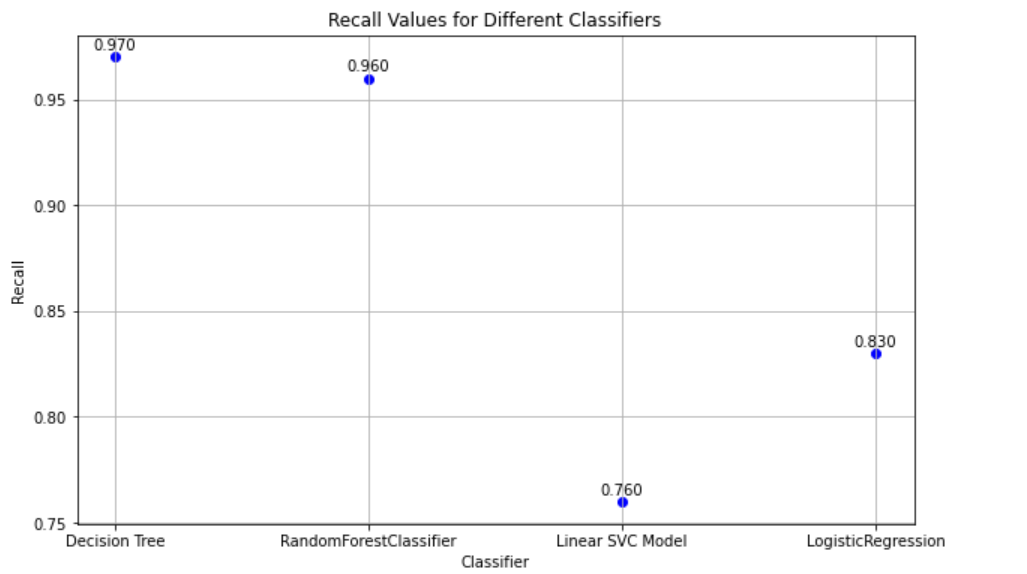 Recall Values for Different Classifiers
0.970
0.960
0.95
0.90
Recall
0.85
0.830
0.80
0.760
0.75
Decision Tree RandomForestClassifier Linear SVC Model LogisticRegression
Classifier